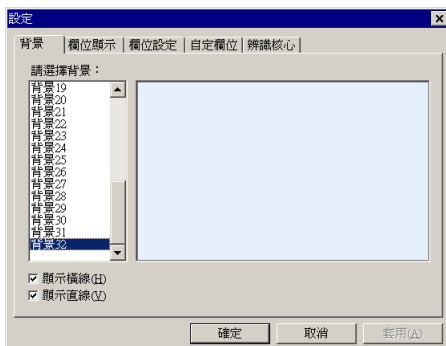 設定
背景 欄位顯示 欄位設定 自定欄位 辨識核心
請選擇背景：
背景19
背景20
背景21
背景22
背景23
背景24
背景25
背景26
背景27
背景28
背景29
背景30
背景31
背景32
顯示橫線(H)
顯示直線(V)
確定 取消 套用(A)